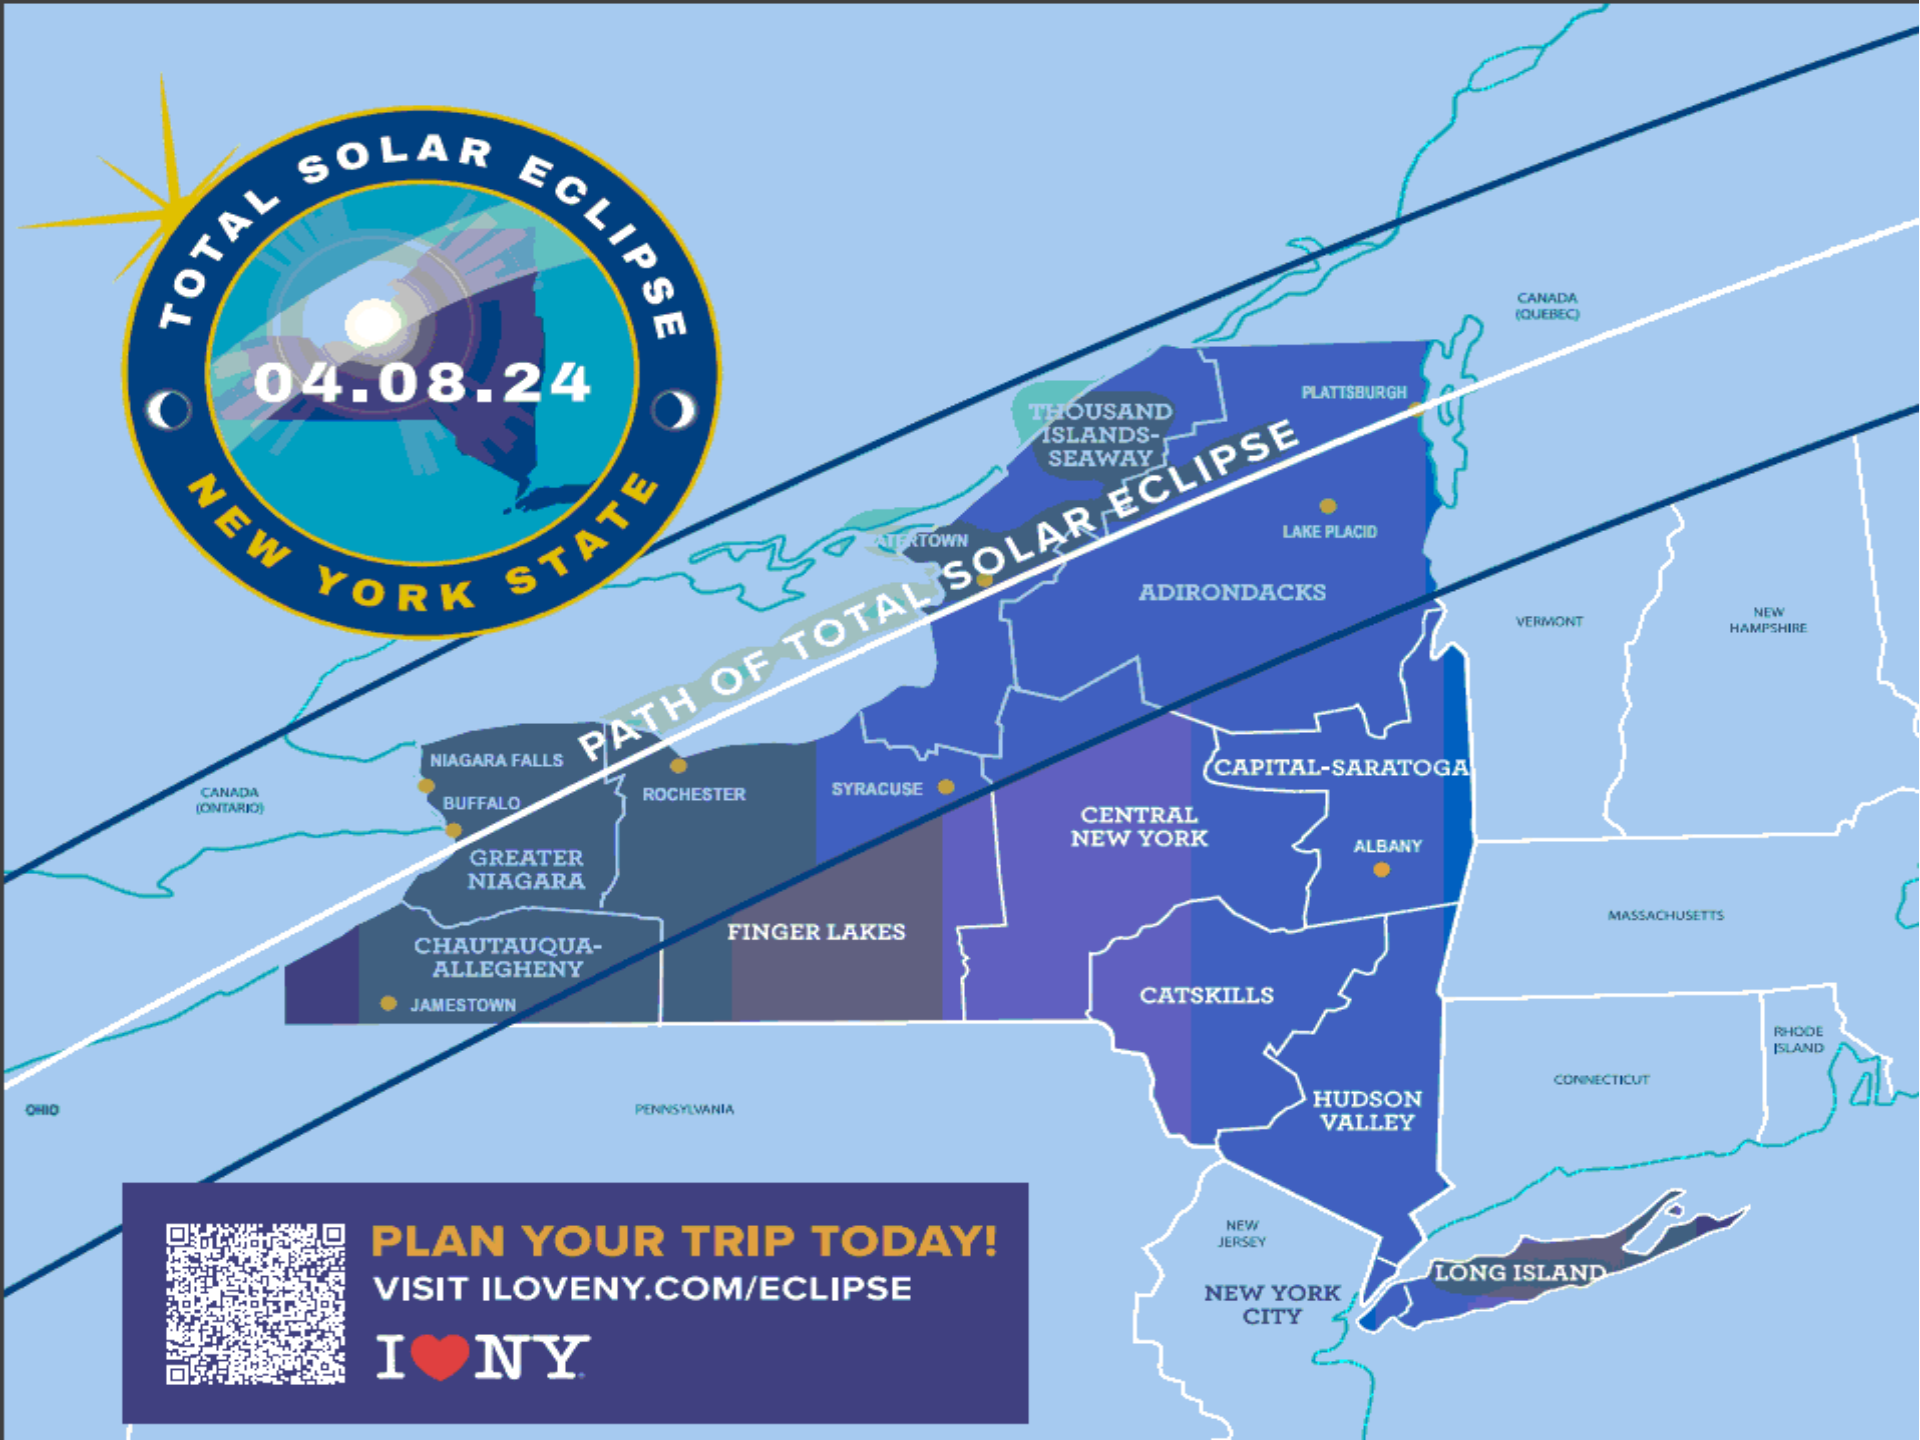 TOTAL SOLAR ECLIPSE
04.08.24
NEW YORK STATE
CANADA
(QUEBEC)
PLATTSBURGH
THOUSAND
ISLANDS-
SEAWAY
PATH OF TOTAL SOLAR ECLIPSE
LAKE PLACID
ATERTOWN
ADIRONDACKS
VERMONT
NEW
HAMPSHIRE
NIAGARA FALLS
CANADA
(ONTARIO)
BUFFALO
ROCHESTER
SYRACUSE
CAPITAL-SARATOGA
CENTRAL
NEW YORK
ALBANY
GREATER
NIAGARA
MASSACHUSETTS
FINGER LAKES
CHAUTAUQUA-
ALLEGHENY
JAMESTOWN
CATSKILLS
RHODE
ISLAND
CONNECTICUT
HUDSON
VALLEY
OHIO
PENNSYLVANIA
NEW
JERSEY
NEW YORK
CITY
LONG ISLAND
PLAN YOUR TRIP TODAY!
VISIT ILOVENY.COM/ECLIPSE
I❤NY